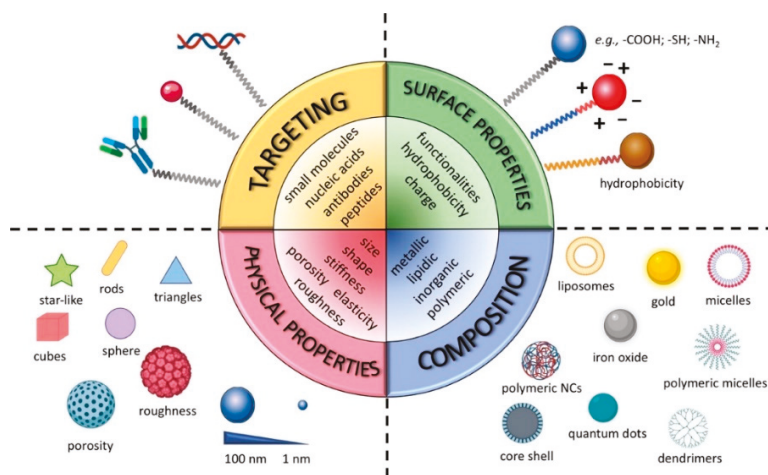 e.g., -COOH; -SH; -NH2
+
−
+
+
−
+
−
−
hydrophobicity
TARGETING
small molecules
nucleic acids
antibodies
peptides
SURFACE PROPERTIES
functionalities
hydrophobicity
charge
PHYSICAL PROPERTIES
size
shape
stiffness
porosity elasticity
roughness
COMPOSITION
metallic
lipidic
inorganic
polymeric
star-like
rods
triangles
cubes
sphere
roughness
porosity
100 nm
1 nm
liposomes
gold
micelles
iron oxide
polymeric NCs
polymeric micelles
core shell
quantum dots
dendrimers